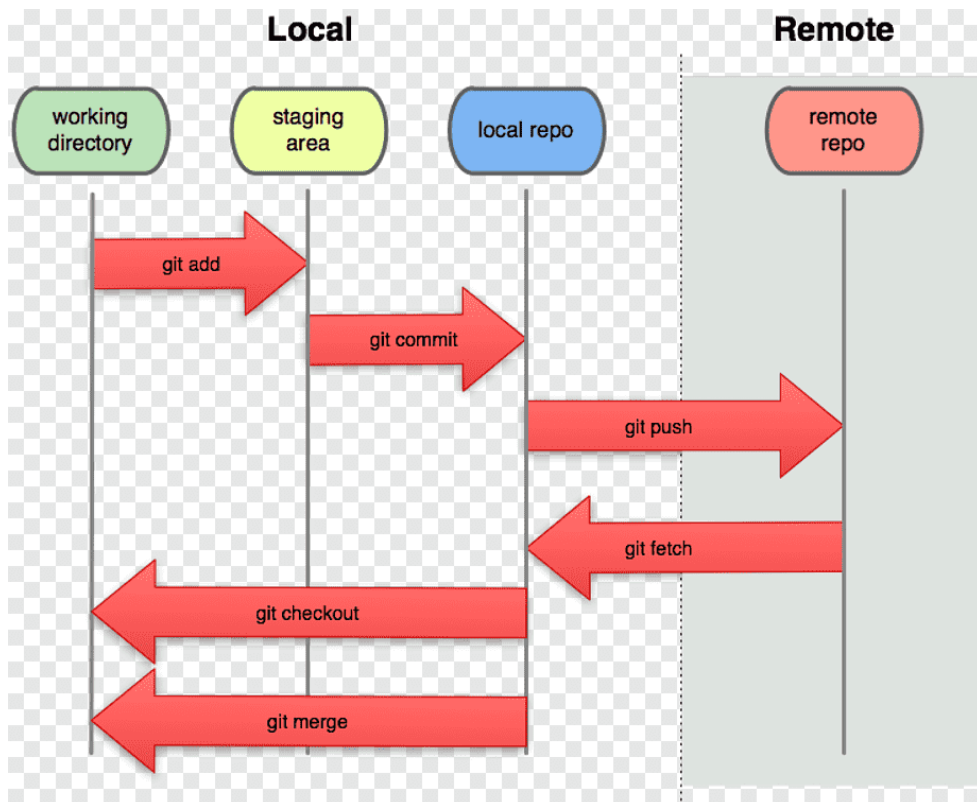 Local
Remote
working
directory
staging
area
local repo
remote
repo
git add
git commit
git push
git fetch
git checkout
git merge